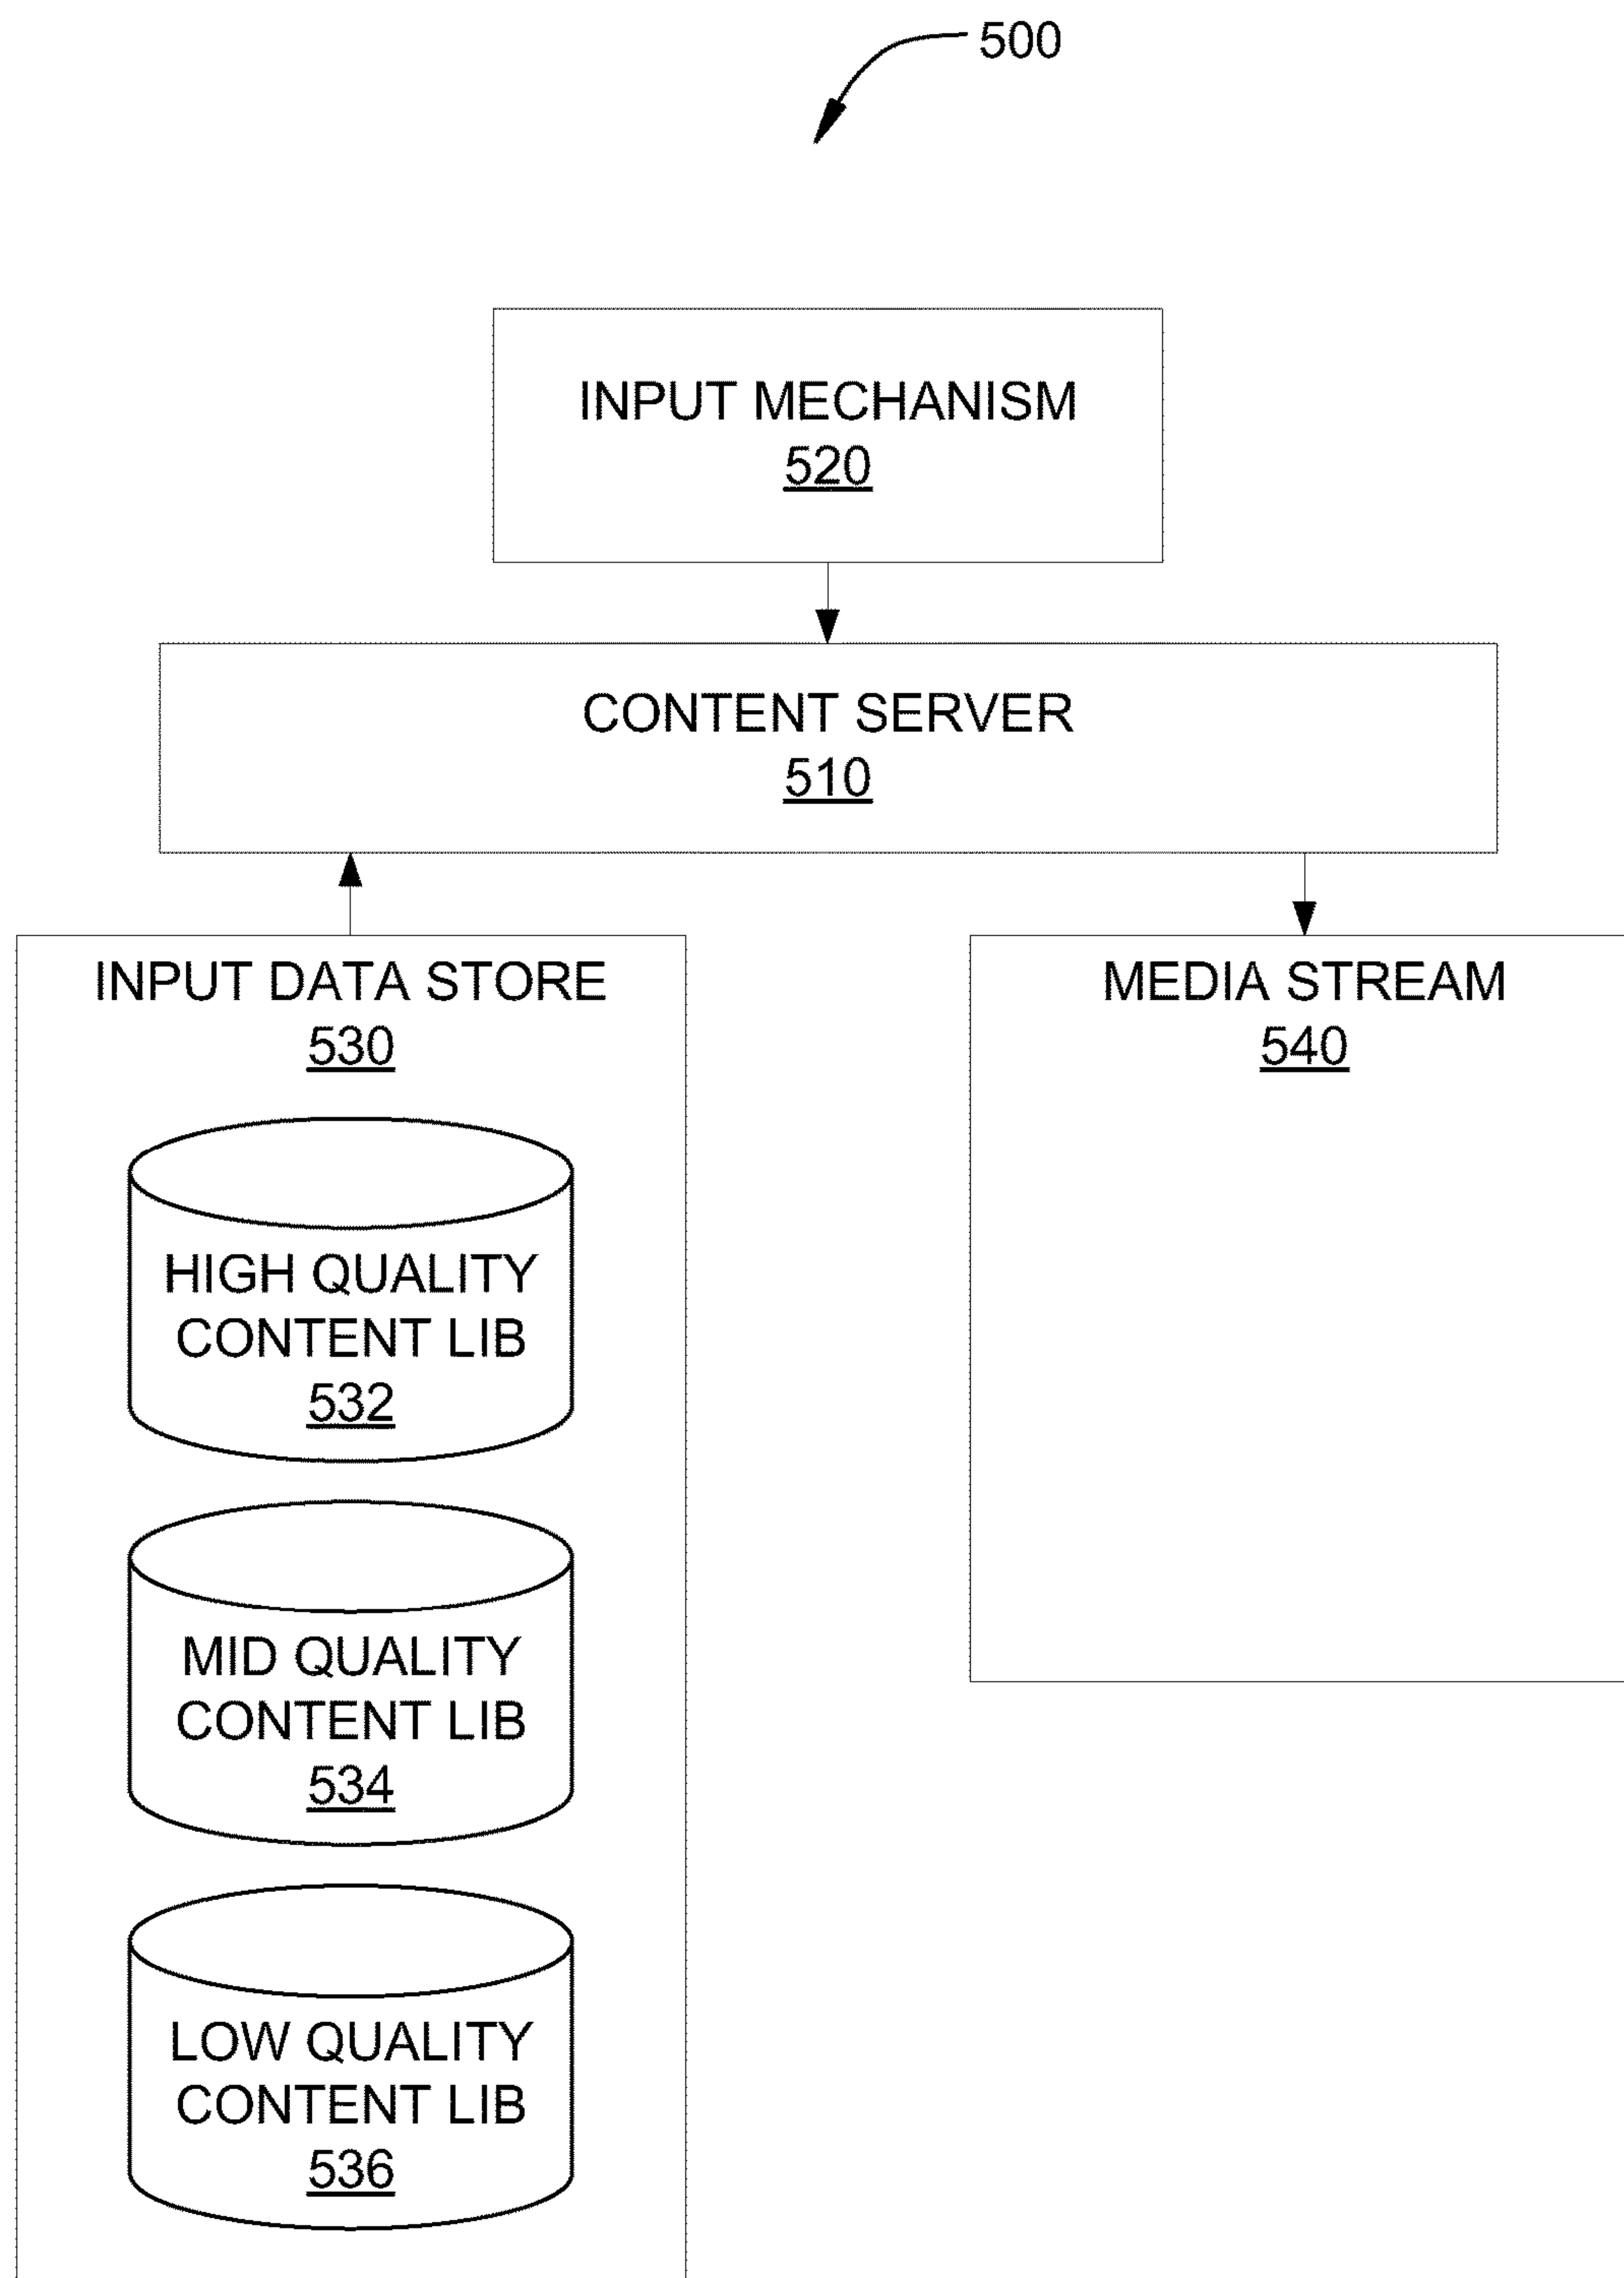 500
INPUT MECHANISM
520
CONTENT SERVER
510
INPUT DATA STORE
530
HIGH QUALITY
CONTENT LIB
532
MID QUALITY
CONTENT LIB
534
LOW QUALITY
CONTENT LIB
536
MEDIA STREAM
540